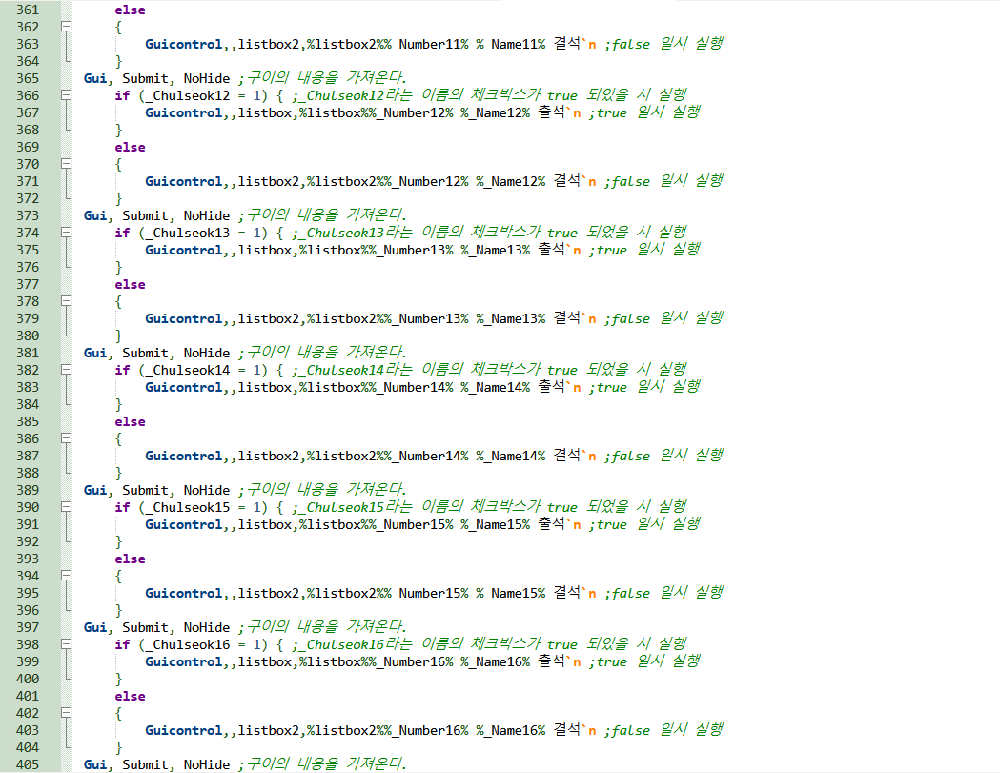 361 else
362 {
363 Guicontrol,,listbox2,%listbox2%%_Number11% %_Name11% 결석`n ;false 일시 실행
364 }
365 Gui, Submit, NoHide ;구이의 내용을 가져온다.
366 if (_Chulseok12 = 1) { ;_Chulseok12라는 이름의 체크박스가 true 되었을 시 실행
367 Guicontrol,,listbox,%listbox%%_Number12% %_Name12% 출석`n ;true 일시 실행
368 }
369 else
370 {
371 Guicontrol,,listbox2,%listbox2%%_Number12% %_Name12% 결석`n ;false 일시 실행
372 }
373 Gui, Submit, NoHide ;구이의 내용을 가져온다.
374 if (_Chulseok13 = 1) { ;_Chulseok13라는 이름의 체크박스가 true 되었을 시 실행
375 Guicontrol,,listbox,%listbox%%_Number13% %_Name13% 출석`n ;true 일시 실행
376 }
377 else
378 {
379 Guicontrol,,listbox2,%listbox2%%_Number13% %_Name13% 결석`n ;false 일시 실행
380 }
381 Gui, Submit, NoHide ;구이의 내용을 가져온다.
382 if (_Chulseok14 = 1) { ;_Chulseok14라는 이름의 체크박스가 true 되었을 시 실행
383 Guicontrol,,listbox,%listbox%%_Number14% %_Name14% 출석`n ;true 일시 실행
384 }
385 else
386 {
387 Guicontrol,,listbox2,%listbox2%%_Number14% %_Name14% 결석`n ;false 일시 실행
388 }
389 Gui, Submit, NoHide ;구이의 내용을 가져온다.
390 if (_Chulseok15 = 1) { ;_Chulseok15라는 이름의 체크박스가 true 되었을 시 실행
391 Guicontrol,,listbox,%listbox%%_Number15% %_Name15% 출석`n ;true 일시 실행
392 }
393 else
394 {
395 Guicontrol,,listbox2,%listbox2%%_Number15% %_Name15% 결석`n ;false 일시 실행
396 }
397 Gui, Submit, NoHide ;구이의 내용을 가져온다.
398 if (_Chulseok16 = 1) { ;_Chulseok16라는 이름의 체크박스가 true 되었을 시 실행
399 Guicontrol,,listbox,%listbox%%_Number16% %_Name16% 출석`n ;true 일시 실행
400 }
401 else
402 {
403 Guicontrol,,listbox2,%listbox2%%_Number16% %_Name16% 결석`n ;false 일시 실행
404 }
405 Gui, Submit, NoHide ;구이의 내용을 가져온다.